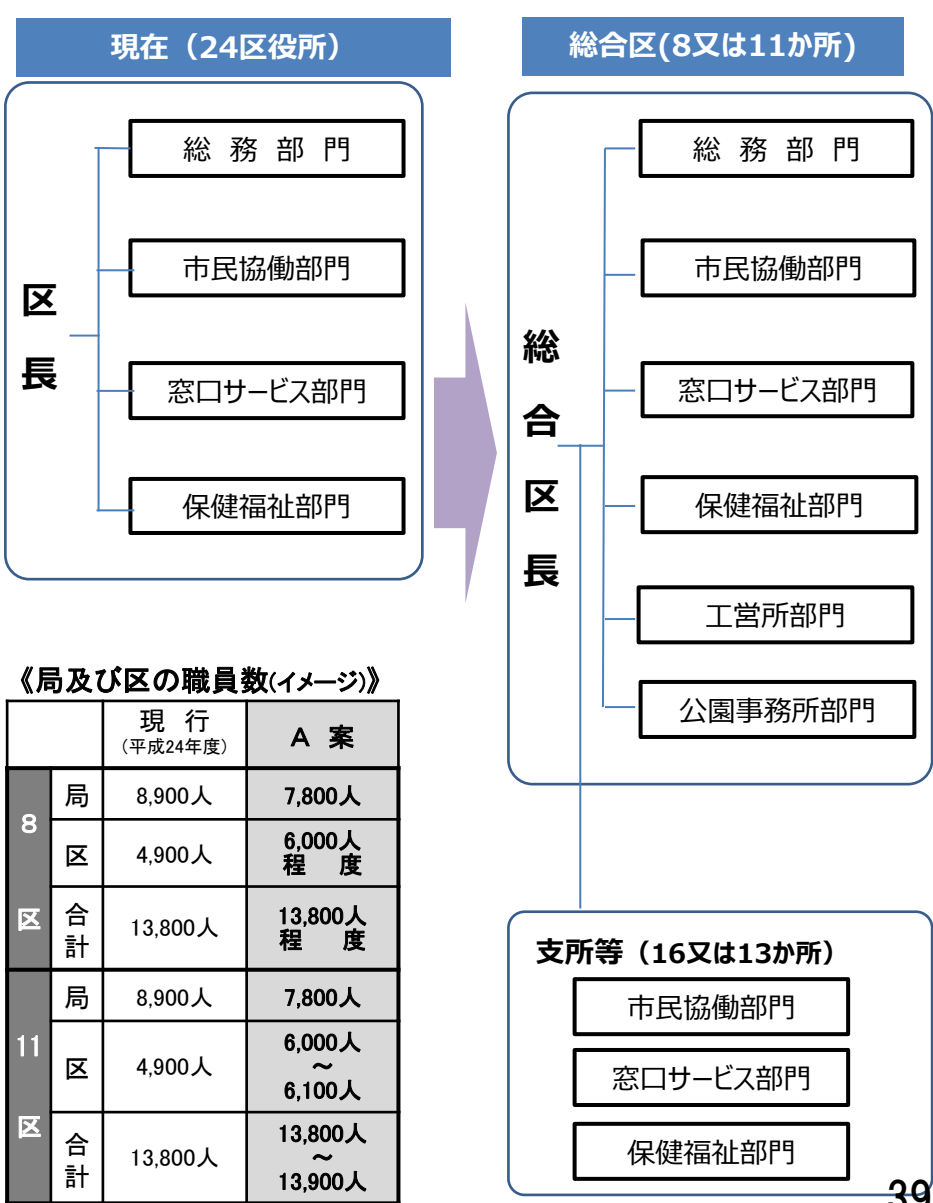 現在（24区役所）
区
長
総務部門
市民協働部門
窓口サービス部門
保健福祉部門
総合区(8又は11か所)
総
合
区
長
総務部門
市民協働部門
窓口サービス部門
保健福祉部門
工営所部門
公園事務所部門
支所等（16又は13か所）
市民協働部門
窓口サービス部門
保健福祉部門
《局及び区の職員数(イメージ)》
現行 A案
(平成24年度)
8区
局 8,900人 7,800人
区 4,900人 6,000人
程度
合計 13,800人 13,800人
程度
11区
局 8,900人 7,800人
区 4,900人 6,000人
～
6,100人
合計 13,800人 13,800人
～
13,900人
39